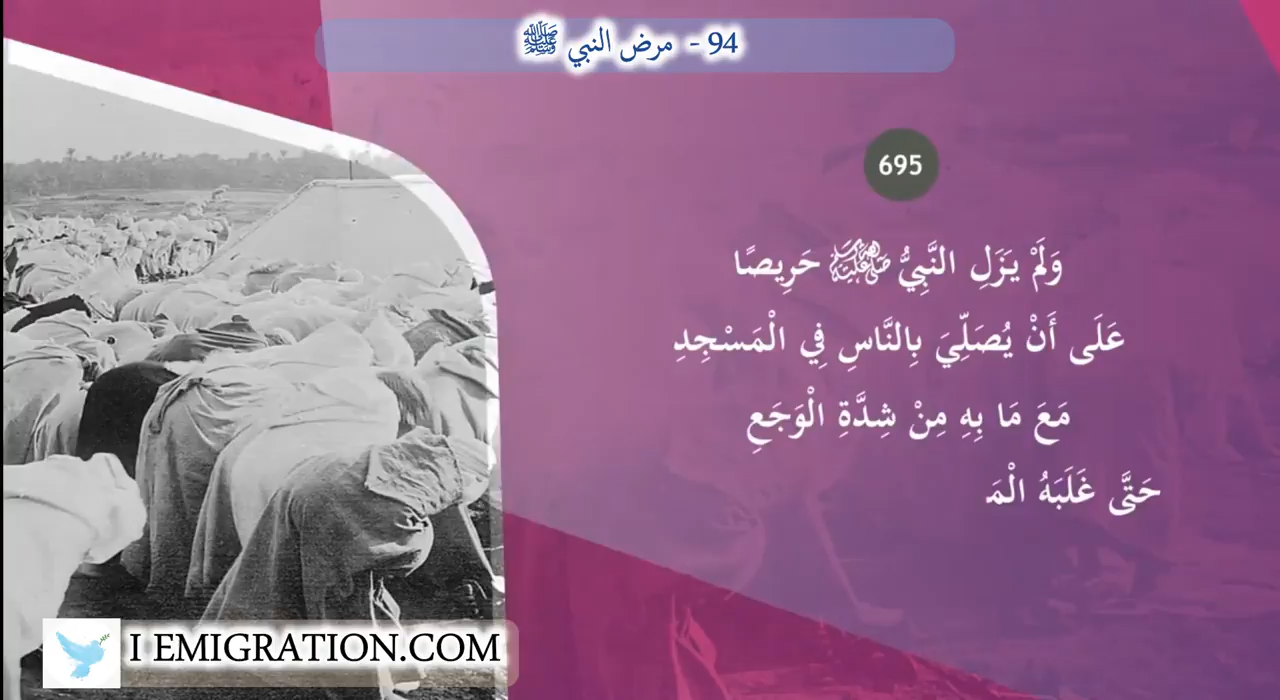 94 - مرض النبي ﷺ
695
وَلَمْ يَزَلِ النَّبِيُّ ﷺ حَرِيصًا
عَلَى أَنْ يُصَلِّيَ بِالنَّاسِ فِي الْمَسْجِدِ
مَعَ مَا بِهِ مِنْ شِدَّةِ الْوَجَعِ
حَتَّى غَلَبَهُ الْمَ
I EMIGRATION.COM